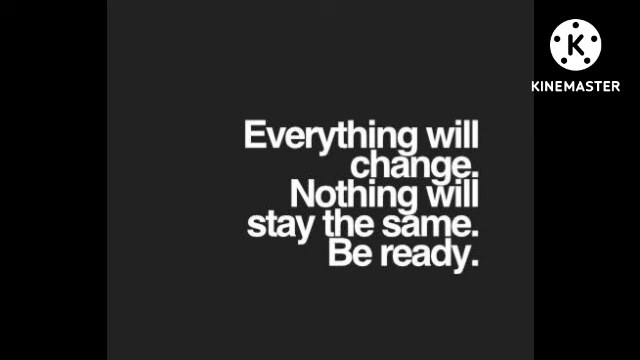 K
KINEMASTER
Everything will
change.
Nothing will
stay the same.
Be ready.